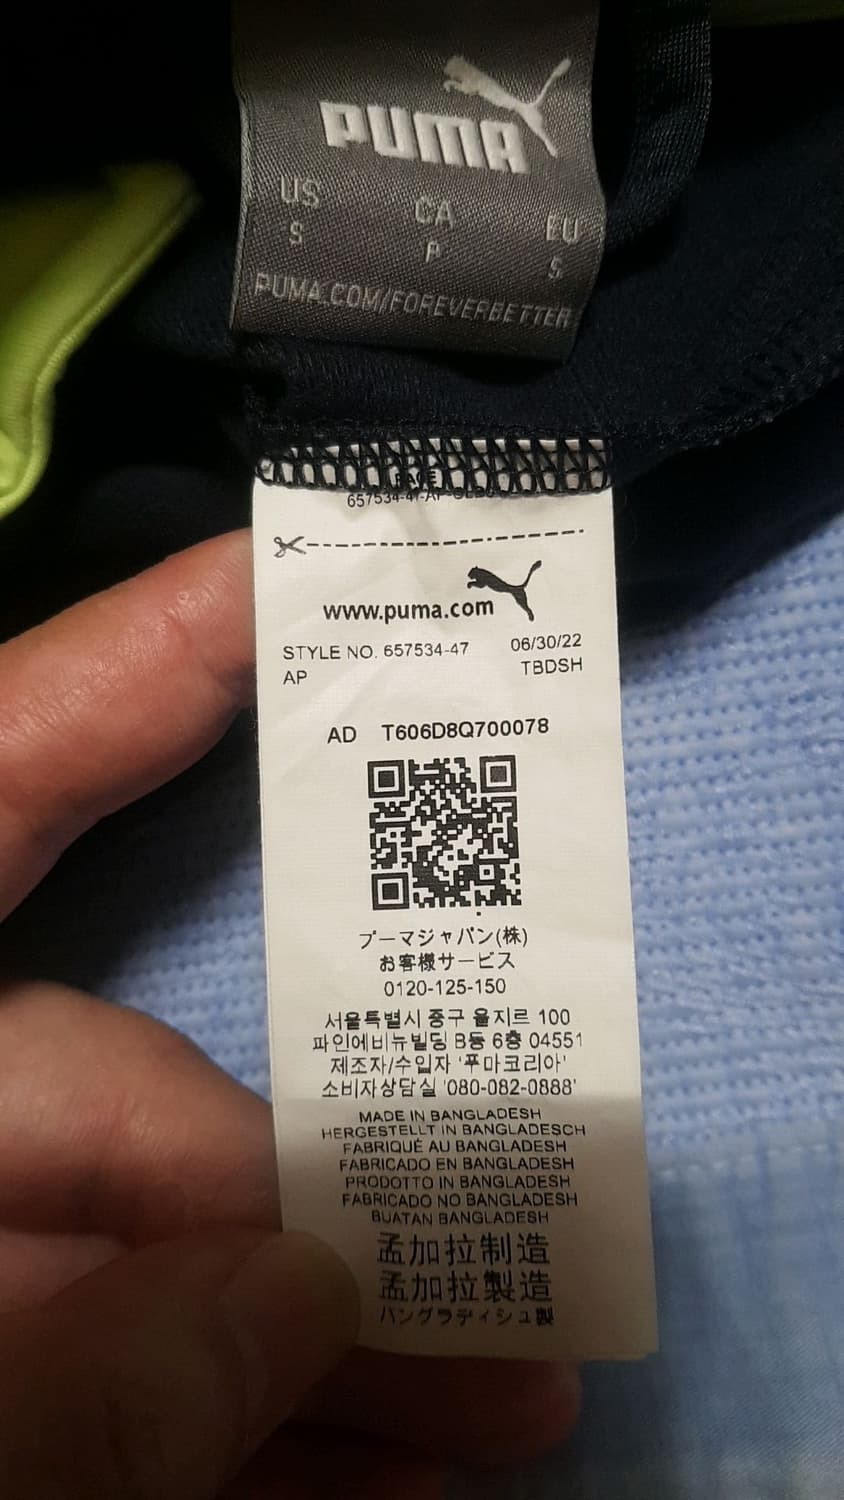 PUMA
US CA EU
S P S
PUMA.COM/FOREVERBETTER
FACE
657534-47-AP
www.puma.com
STYLE NO. 657534-47 06/30/22
AP TBDSH
AD T606D8Q700078
プーマジャパン(株)
お客様サービス
0120-125-150
서울특별시 중구 을지로 100
파인에비뉴빌딩 B동 6층 04551
제조자/수입자 '푸마코리아'
소비자상담실 '080-082-0888'
MADE IN BANGLADESH
HERGESTELLT IN BANGLADESCH
FABRIQUÉ AU BANGLADESH
FABRICADO EN BANGLADESH
PRODOTTO IN BANGLADESH
FABRICADO NO BANGLADESH
BUATAN BANGLADESH
孟加拉制造
孟加拉製造
バングラディシュ製